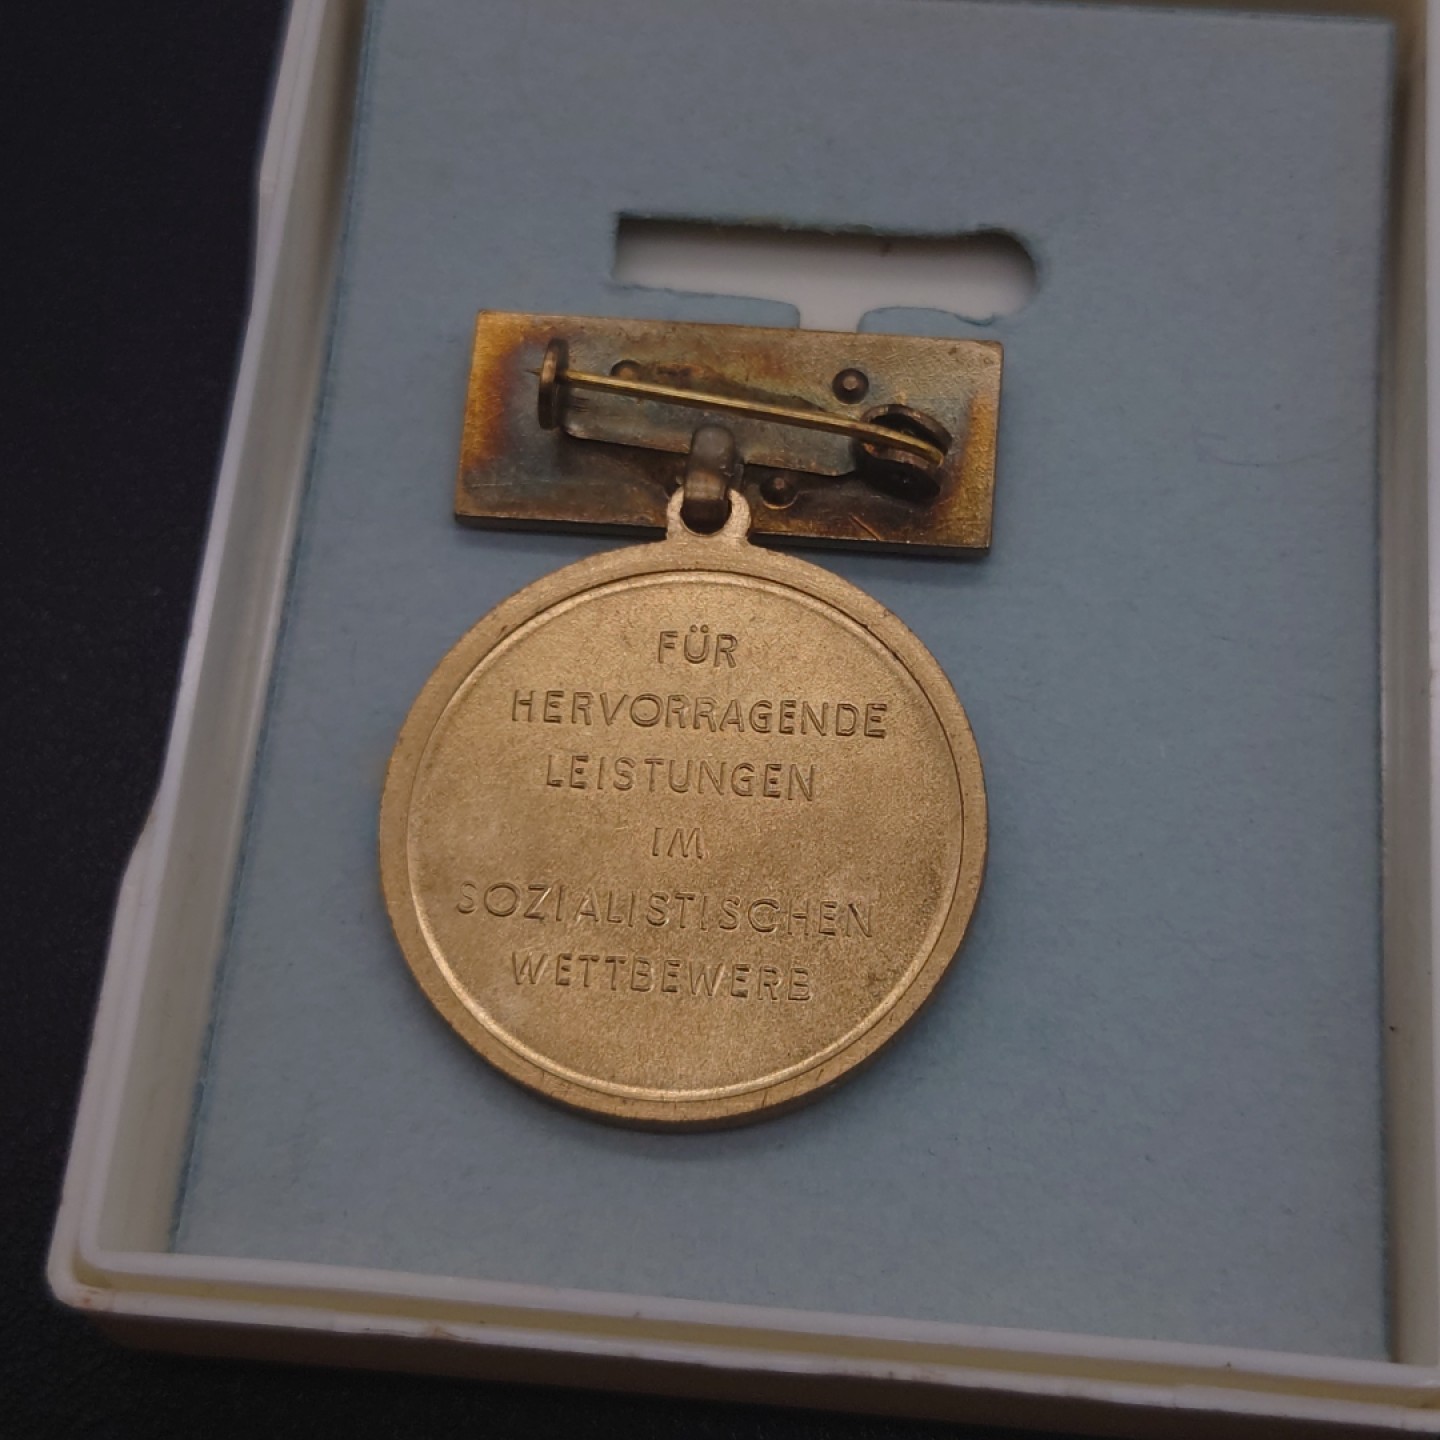 FÜR
HERVORRAGENDE
LEISTUNGEN
IM
SOZIALISTISCHEN
WETTBEWERB